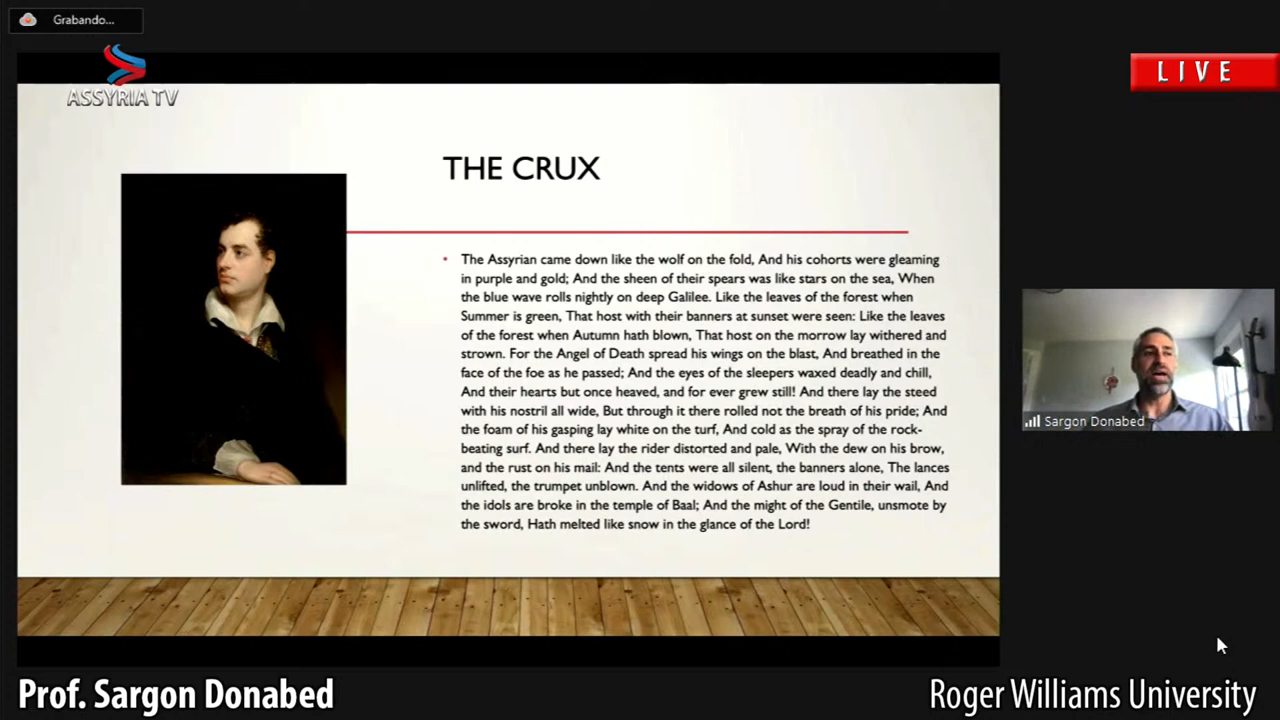 Grabando...
ASSYRIA TV
LIVE
THE CRUX
• The Assyrian came down like the wolf on the fold, And his cohorts were gleaming
in purple and gold; And the sheen of their spears was like stars on the sea, When
the blue wave rolls nightly on deep Galilee. Like the leaves of the forest when
Summer is green, That host with their banners at sunset were seen: Like the leaves
of the forest when Autumn hath blown, That host on the morrow lay withered and
strown. For the Angel of Death spread his wings on the blast, And breathed in the
face of the foe as he passed; And the eyes of the sleepers waxed deadly and chill,
And their hearts but once heaved, and for ever grew still! And there lay the steed
with his nostril all wide, But through it there rolled not the breath of his pride; And
the foam of his gasping lay white on the turf, And cold as the spray of the rock-
beating surf. And there lay the rider distorted and pale, With the dew on his brow,
and the rust on his mail: And the tents were all silent, the banners alone, The lances
unlifted, the trumpet unblown. And the widows of Ashur are loud in their wail, And
the idols are broke in the temple of Baal; And the might of the Gentile, unsmote by
the sword, Hath melted like snow in the glance of the Lord!
Sargon Donabed
Prof. Sargon Donabed
Roger Williams University